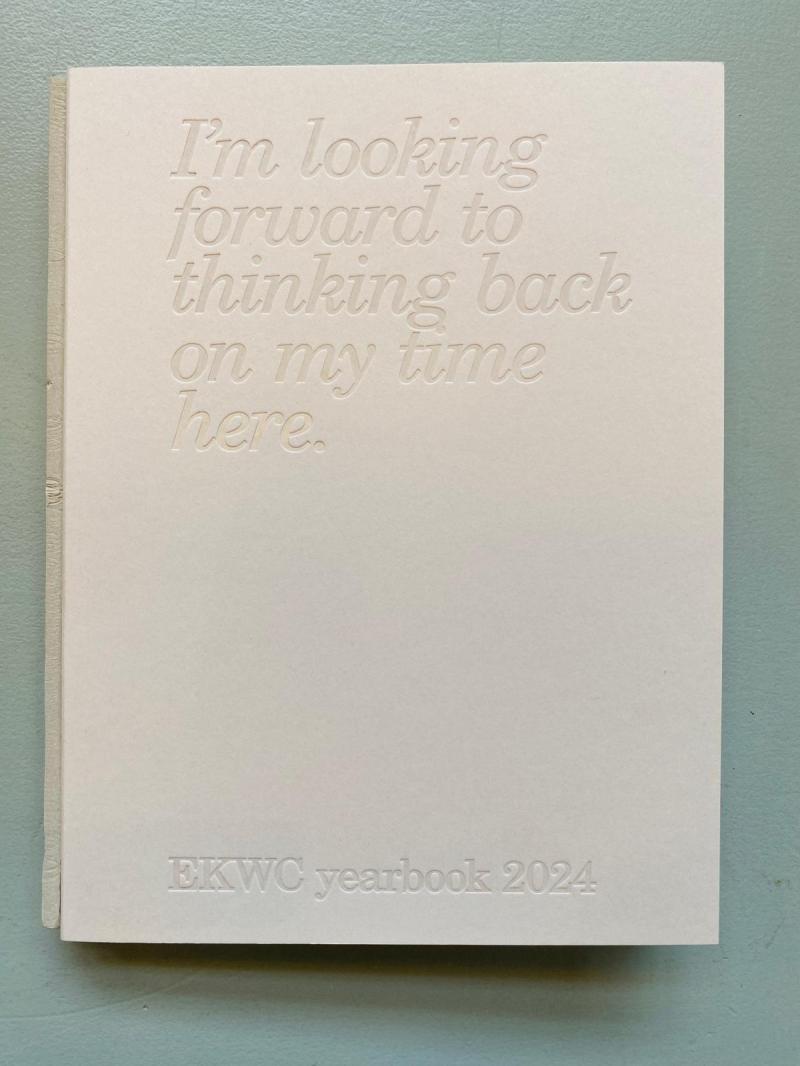 I'm looking
forward to
thinking back
on my time
here.
EKWC yearbook 2024